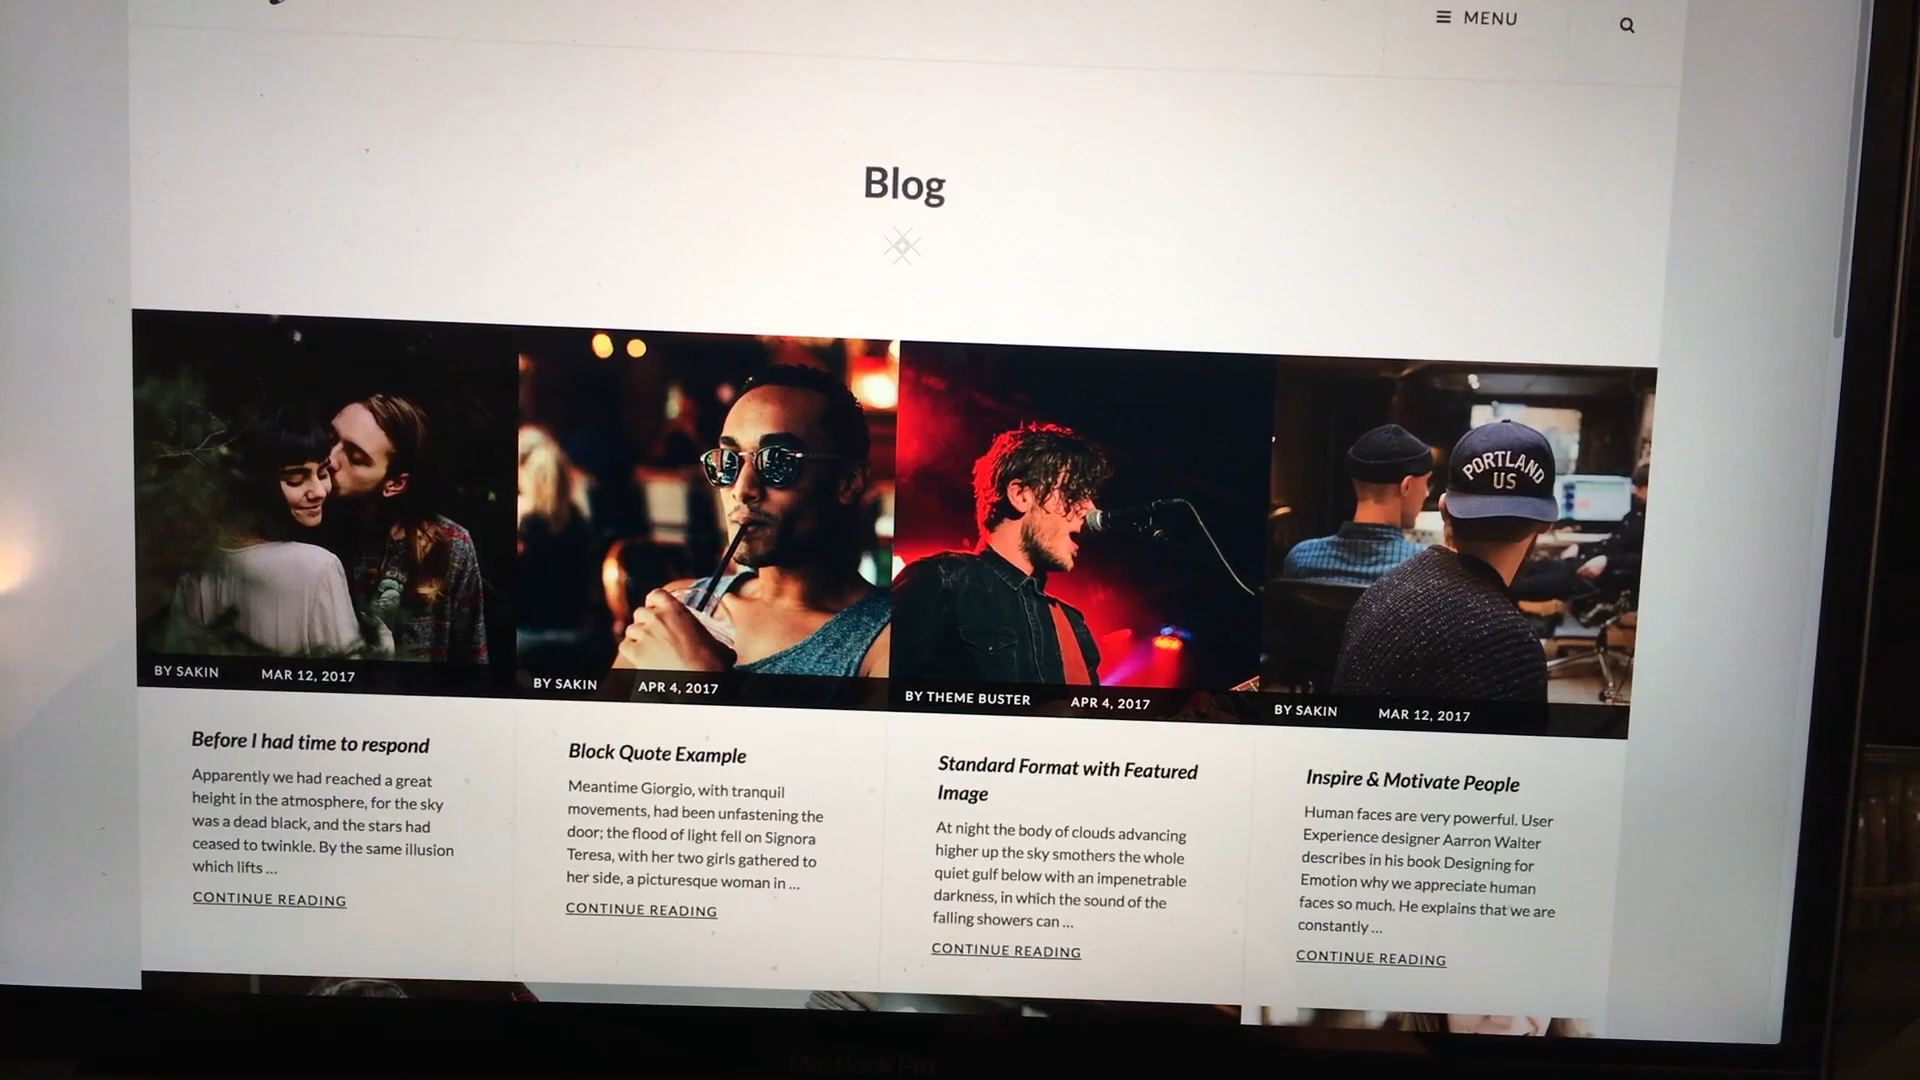 MENU
Blog
PORTLAND
US
BY SAKIN MAR 12, 2017
BY SAKIN APR 4, 2017
BY THEME BUSTER APR 4, 2017
BY SAKIN MAR 12, 2017
Before I had time to respond
Apparently we had reached a great
height in the atmosphere, for the sky
was a dead black, and the stars had
ceased to twinkle. By the same illusion
which lifts ...
CONTINUE READING
Block Quote Example
Meantime Giorgio, with tranquil
movements, had been unfastening the
door; the flood of light fell on Signora
Teresa, with her two girls gathered to
her side, a picturesque woman in ...
CONTINUE READING
Standard Format with Featured
Image
At night the body of clouds advancing
higher up the sky smothers the whole
quiet gulf below with an impenetrable
darkness, in which the sound of the
falling showers can ...
CONTINUE READING
Inspire & Motivate People
Human faces are very powerful. User
Experience designer Aarron Walter
describes in his book Designing for
Emotion why we appreciate human
faces so much. He explains that we are
constantly ...
CONTINUE READING
MacBook Pro